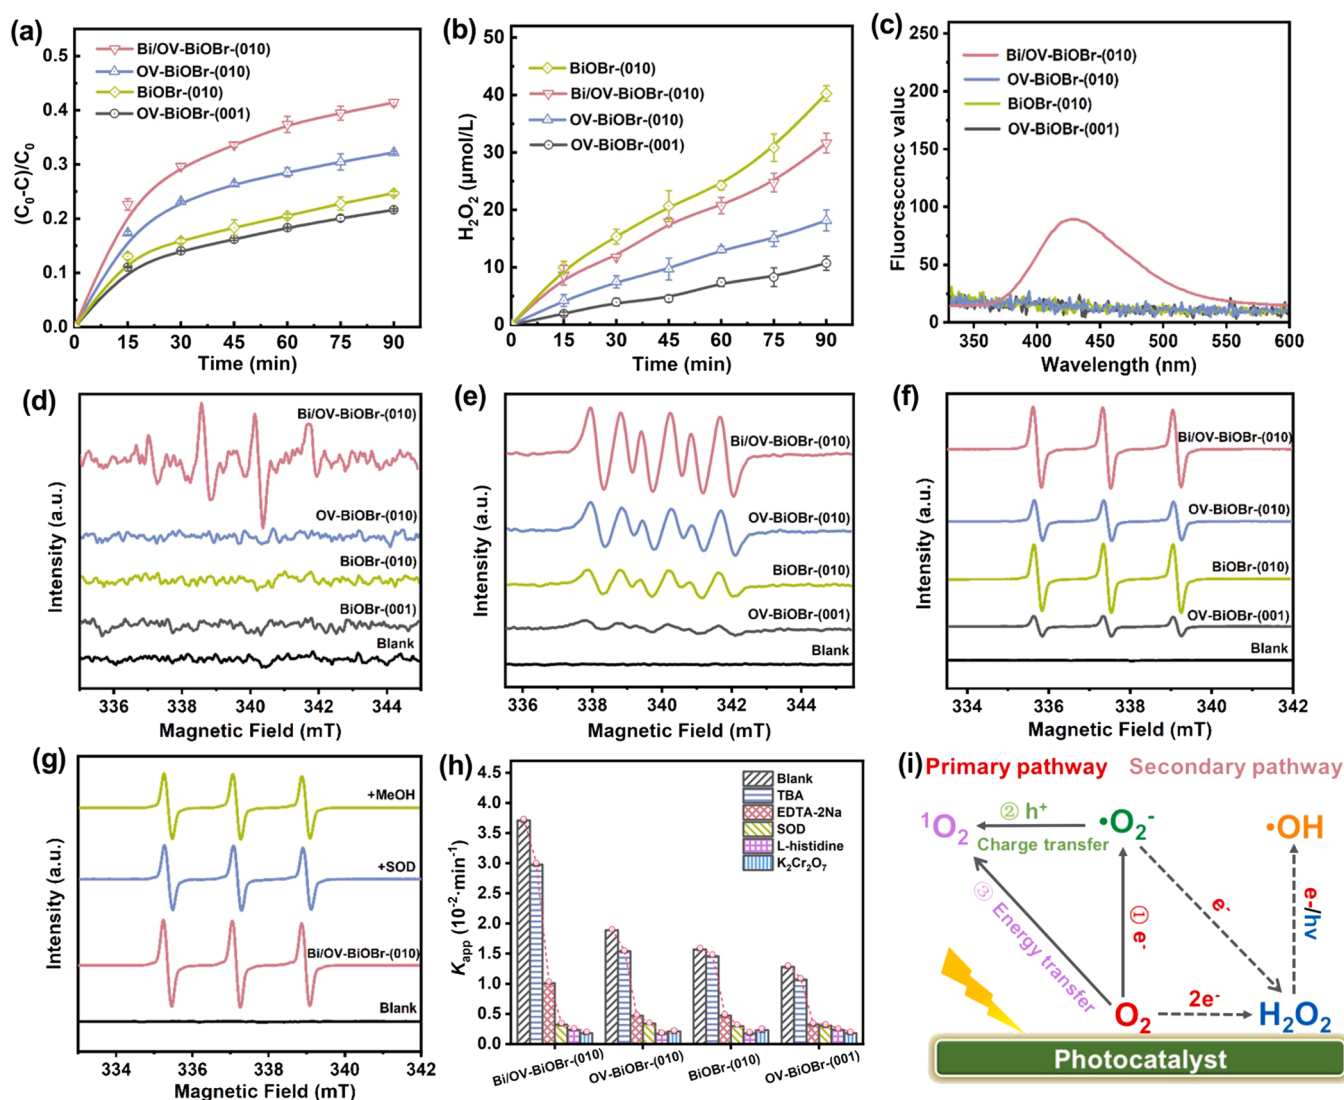 (a)
Bi/OV-BiOBr-(010)
OV-BiOBr-(010)
BiOBr-(010)
OV-BiOBr-(001)
(C₀-C)/C₀
0.5
0.4
0.3
0.2
0.1
0.0
0 15 30 45 60 75 90
Time (min)
(b)
BiOBr-(010)
Bi/OV-BiOBr-(010)
OV-BiOBr-(010)
OV-BiOBr-(001)
H₂O₂ (μmol/L)
50
40
30
20
10
0
0 15 30 45 60 75 90
Time (min)
(c)
Bi/OV-BiOBr-(010)
OV-BiOBr-(010)
BiOBr-(010)
OV-BiOBr-(001)
Fluorcsccncc valuc
250
200
150
100
50
0
350 400 450 500 550 600
Wavelength (nm)
(d)
Bi/OV-BiOBr-(010)
OV-BiOBr-(010)
BiOBr-(010)
BiOBr-(001)
Blank
Intensity (a.u.)
336 338 340 342 344
Magnetic Field (mT)
(e)
Bi/OV-BiOBr-(010)
OV-BiOBr-(010)
BiOBr-(010)
OV-BiOBr-(001)
Blank
Intensity (a.u.)
336 338 340 342 344
Magnetic Field (mT)
(f)
Bi/OV-BiOBr-(010)
OV-BiOBr-(010)
BiOBr-(010)
OV-BiOBr-(001)
Blank
Intensity (a.u.)
334 336 338 340 342
Magnetic Field (mT)
(g)
+MeOH
+SOD
Bi/OV-BiOBr-(010)
Blank
Intensity (a.u.)
334 336 338 340 342
Magnetic Field (mT)
(h)
Blank
TBA
EDTA-2Na
SOD
L-histidine
K₂Cr₂O₇
Kapp (10⁻²·min⁻¹)
4.5
4.0
3.5
3.0
2.5
2.0
1.5
1.0
0.5
0.0
Bi/OV-BiOBr-(010)
OV-BiOBr-(010)
BiOBr-(010)
OV-BiOBr-(001)
(i)
Primary pathway Secondary pathway
¹O₂
② h⁺
Charge transfer
•O₂⁻
•OH
③ Energy transfer
① e⁻
e⁻
e-/hv
O₂
2e⁻
H₂O₂
Photocatalyst